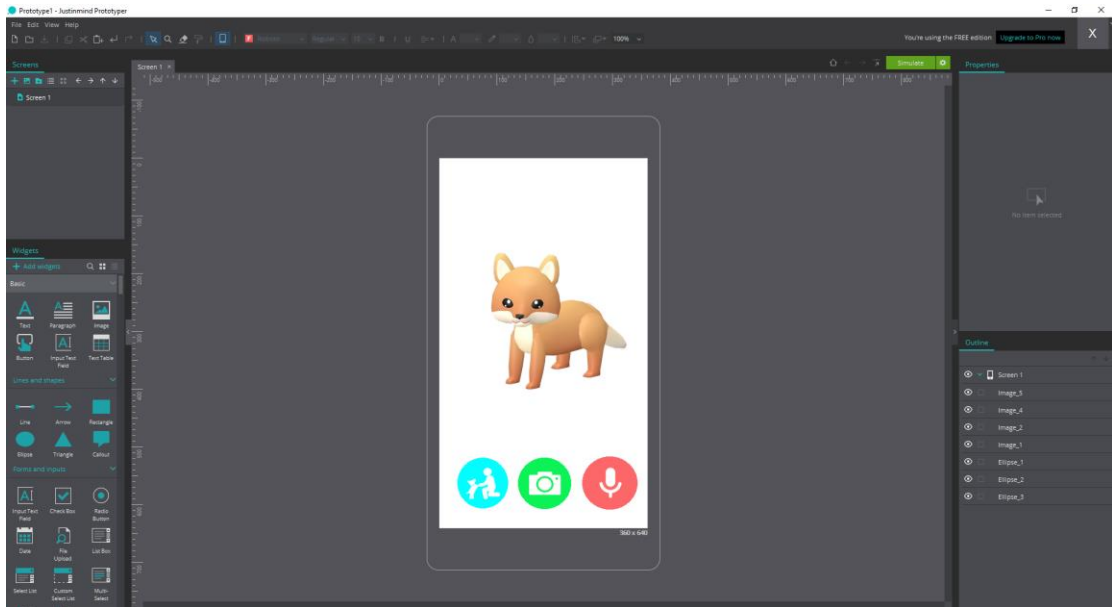 Prototype1 - Justinmind Prototyper
File Edit View Help
100%
You're using the FREE edition
Upgrade to Pro now
X
Screens
Screen 1
Screen 1 ×
Simulate
Properties
No item selected
Widgets
+ Add widgets
Basic
Text Paragraph Image
Button Input Text Field Text Table
Lines and shapes
Line Arrow Rectangle
Ellipse Triangle Callout
Forms and inputs
Input Text Field Check Box Radio Button
Date File Upload List Box
Select List Custom Select List Multi-Select
360 x 640
Outline
Screen 1
Image_5
Image_4
Image_2
Image_1
Ellipse_1
Ellipse_2
Ellipse_3